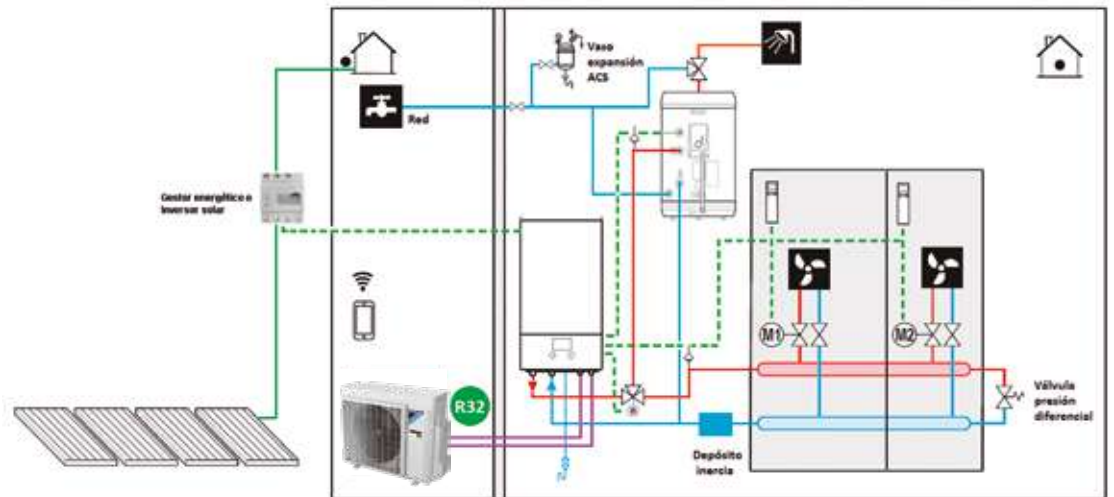 Vaso
expansión
ACS
Red
Gestor energético o
Inversor solar
R32
M1
M2
Válvula
presión
diferencial
Depósito
inercia